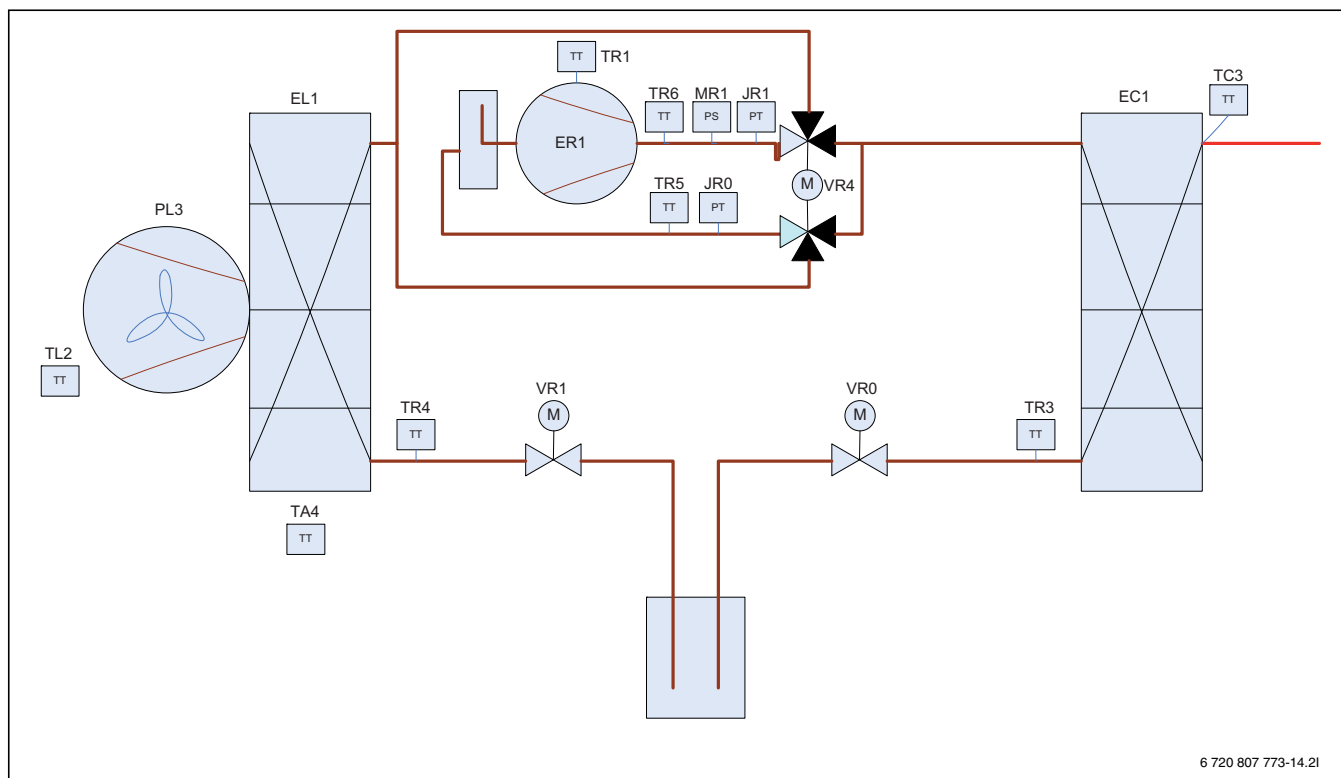 TT TR1
EL1
TR6 MR1 JR1
TT PS PT
ER1
TC3
TT
EC1
TR5 JR0
TT PT
M VR4
PL3
TL2
TT
TR4
TT
VR1
M
VR0
M
TR3
TT
TA4
TT
6 720 807 773-14.2I